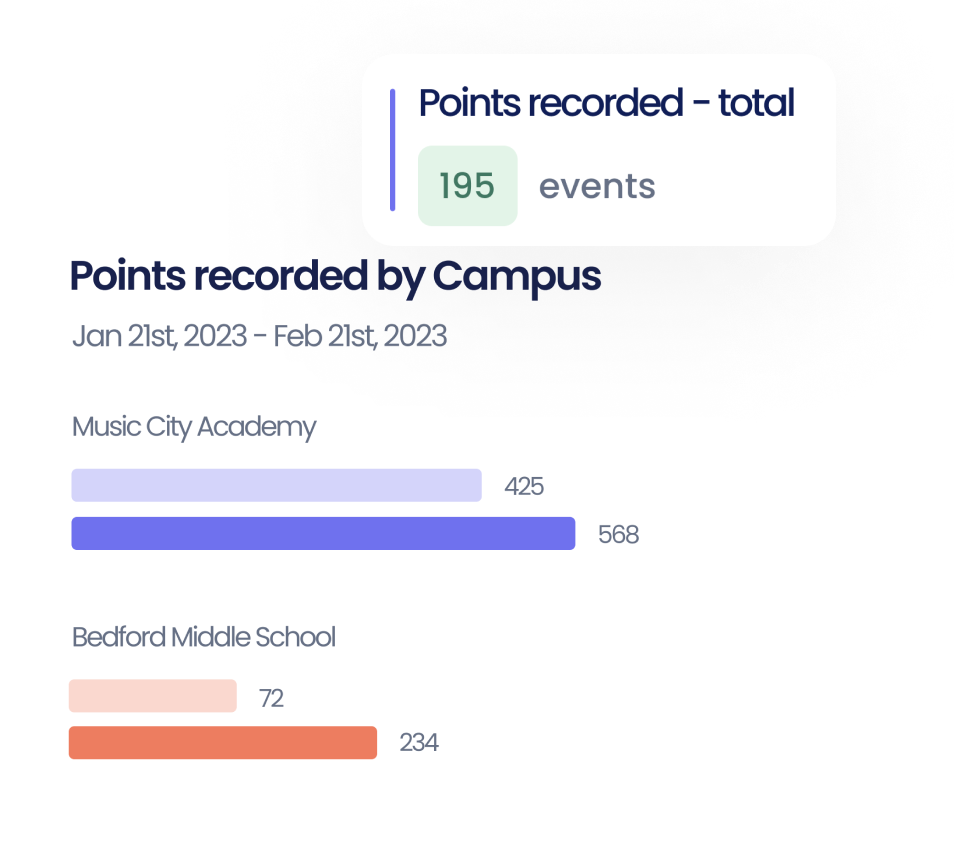 Points recorded - total
195 events
Points recorded by Campus
Jan 21st, 2023 - Feb 21st, 2023
Music City Academy
425
568
Bedford Middle School
72
234